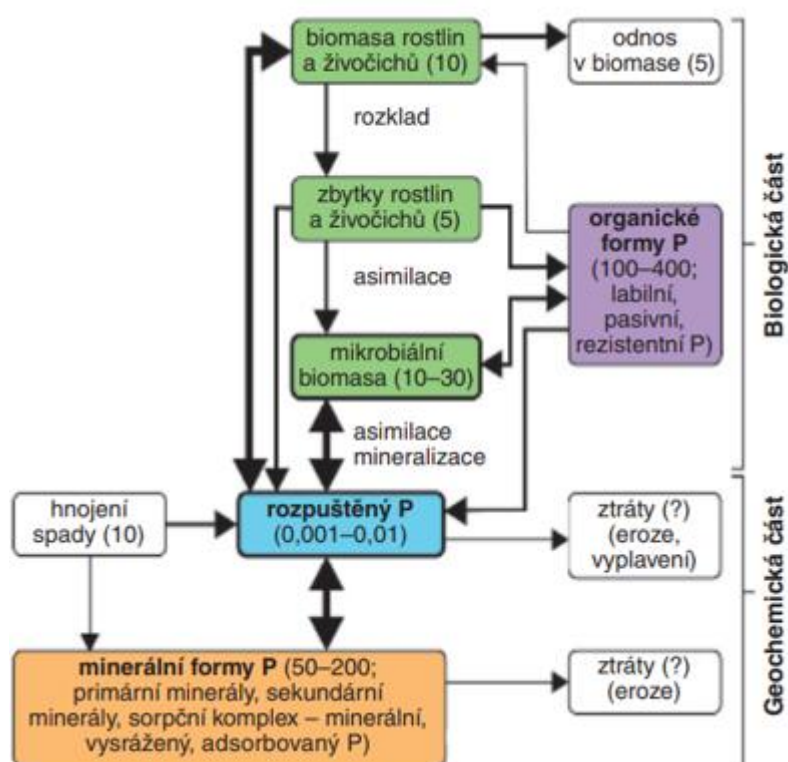 biomasa rostlin
a živočichů (10)
odnos
v biomase (5)
rozklad
zbytky rostlin
a živočichů (5)
organické
formy P
(100–400;
labilní,
pasivní,
rezistentní P)
asimilace
mikrobiální
biomasa (10–30)
asimilace
mineralizace
Biologická část
hnojení
spady (10)
rozpuštěný P
(0,001–0,01)
ztráty (?)
(eroze,
vyplavení)
minerální formy P (50–200;
primární minerály, sekundární
minerály, sorpční komplex – minerální,
vysrážený, adsorbovaný P)
ztráty (?)
(eroze)
Geochemická část